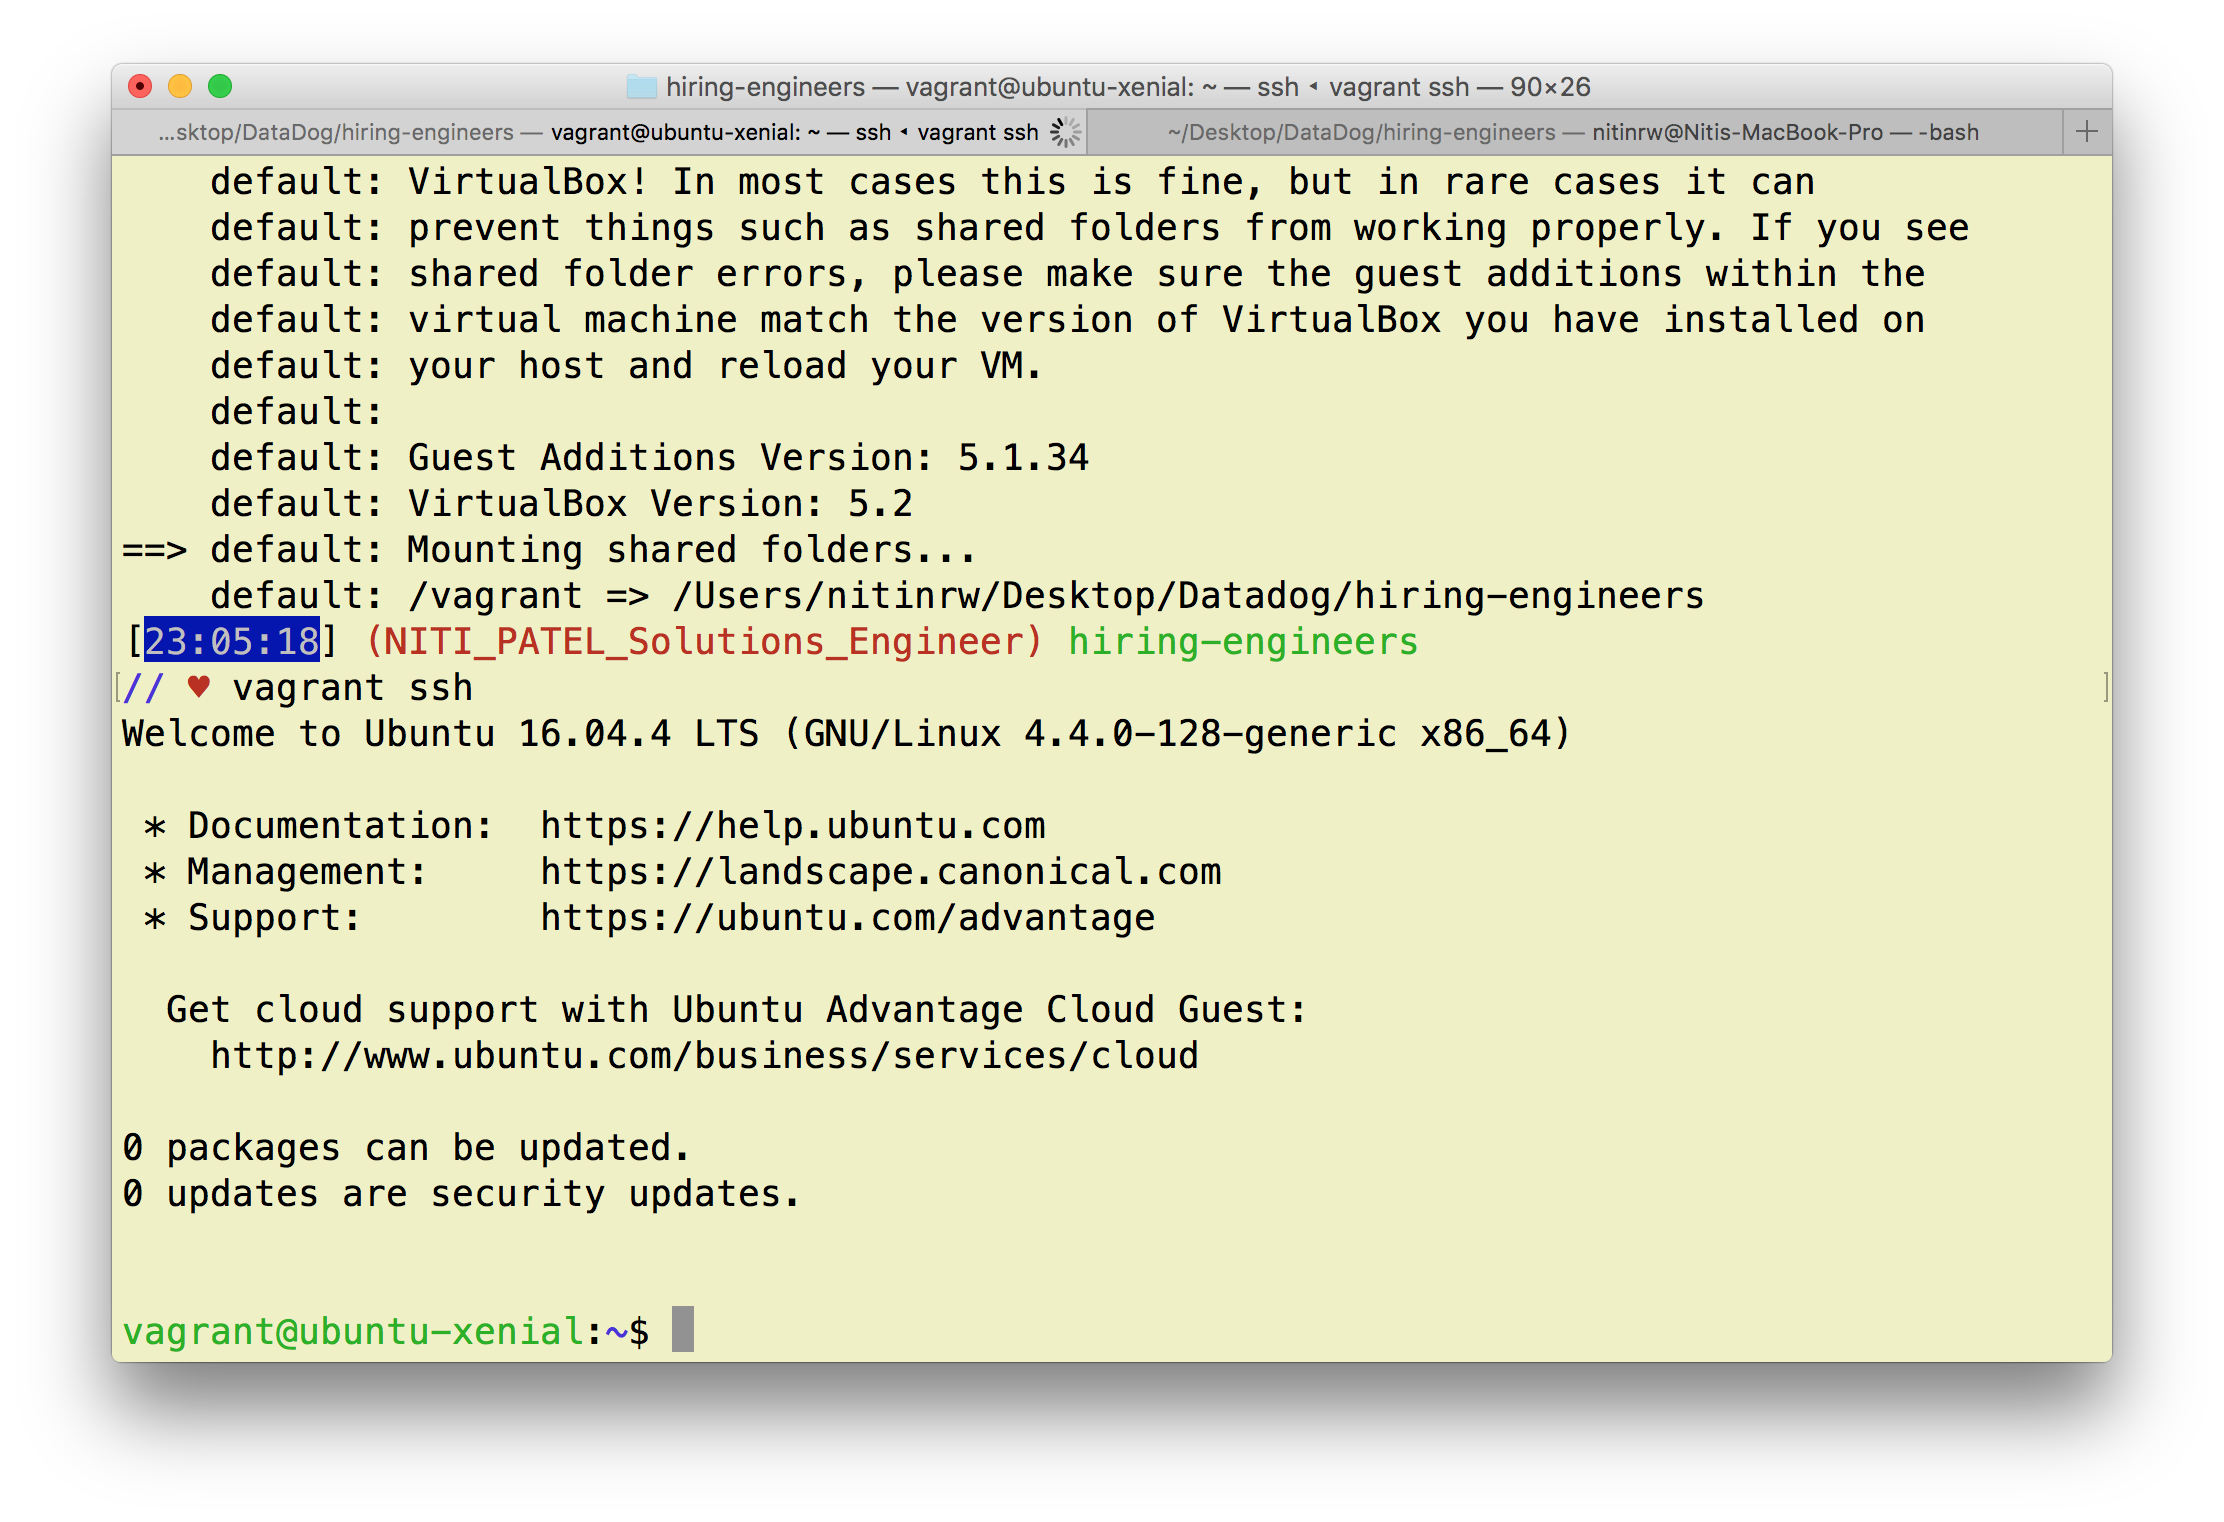 hiring-engineers — vagrant@ubuntu-xenial: ~ — ssh ◂ vagrant ssh — 90×26
...sktop/DataDog/hiring-engineers — vagrant@ubuntu-xenial: ~ — ssh ◂ vagrant ssh
~/Desktop/DataDog/hiring-engineers — nitinrw@Nitis-MacBook-Pro — -bash
default: VirtualBox! In most cases this is fine, but in rare cases it can
default: prevent things such as shared folders from working properly. If you see
default: shared folder errors, please make sure the guest additions within the
default: virtual machine match the version of VirtualBox you have installed on
default: your host and reload your VM.
default:
default: Guest Additions Version: 5.1.34
default: VirtualBox Version: 5.2
==> default: Mounting shared folders...
default: /vagrant => /Users/nitinrw/Desktop/Datadog/hiring-engineers
[23:05:18] (NITI_PATEL_Solutions_Engineer) hiring-engineers
// ♥ vagrant ssh
Welcome to Ubuntu 16.04.4 LTS (GNU/Linux 4.4.0-128-generic x86_64)
* Documentation:  https://help.ubuntu.com
* Management:     https://landscape.canonical.com
* Support:        https://ubuntu.com/advantage
Get cloud support with Ubuntu Advantage Cloud Guest:
http://www.ubuntu.com/business/services/cloud
0 packages can be updated.
0 updates are security updates.
vagrant@ubuntu-xenial:~$